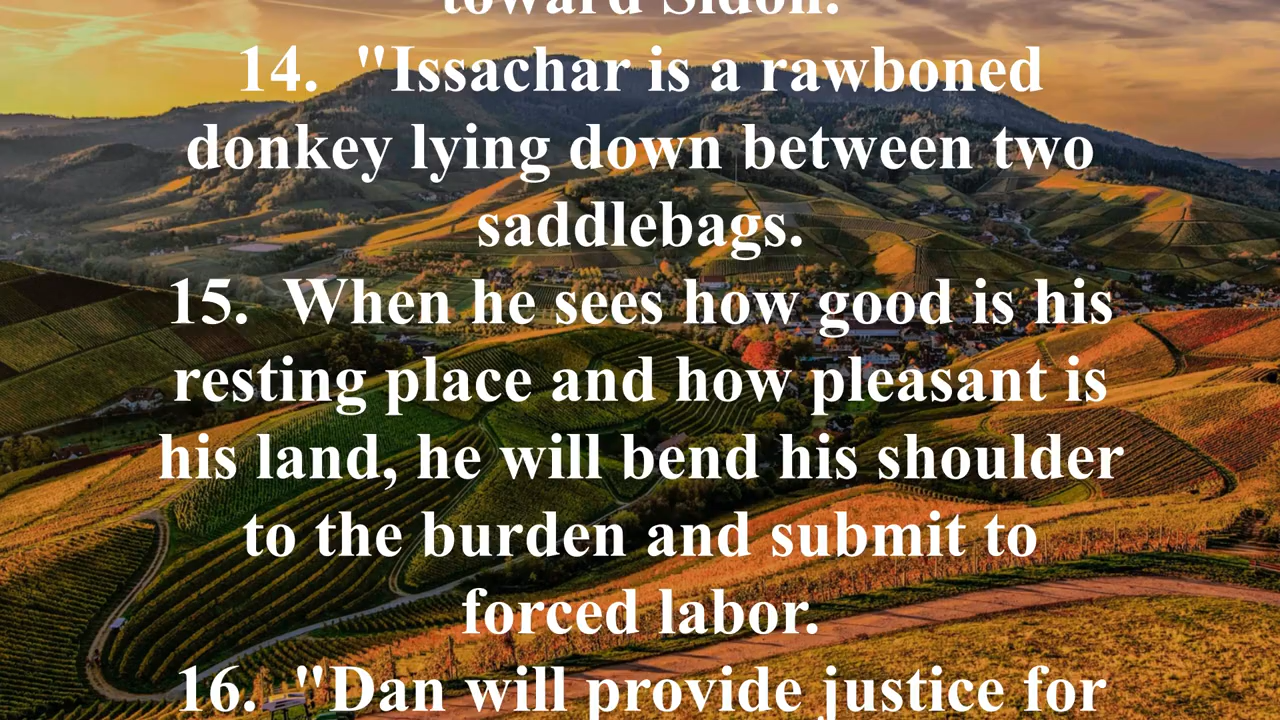 toward Sidon.
14. "Issachar is a rawboned
donkey lying down between two
saddlebags.
15. When he sees how good is his
resting place and how pleasant is
his land, he will bend his shoulder
to the burden and submit to
forced labor.
16. "Dan will provide justice for